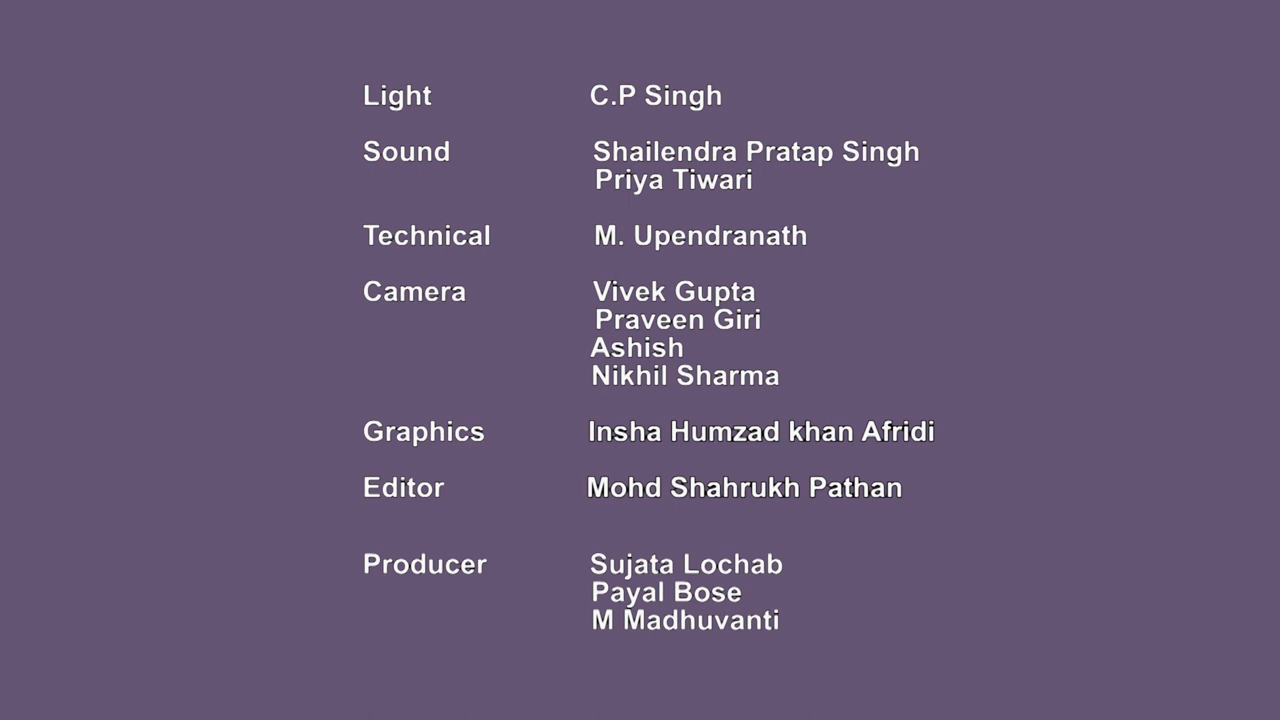 Light C.P Singh
Sound Shailendra Pratap Singh
Priya Tiwari
Technical M. Upendranath
Camera Vivek Gupta
Praveen Giri
Ashish
Nikhil Sharma
Graphics Insha Humzad khan Afridi
Editor Mohd Shahrukh Pathan
Producer Sujata Lochab
Payal Bose
M Madhuvanti